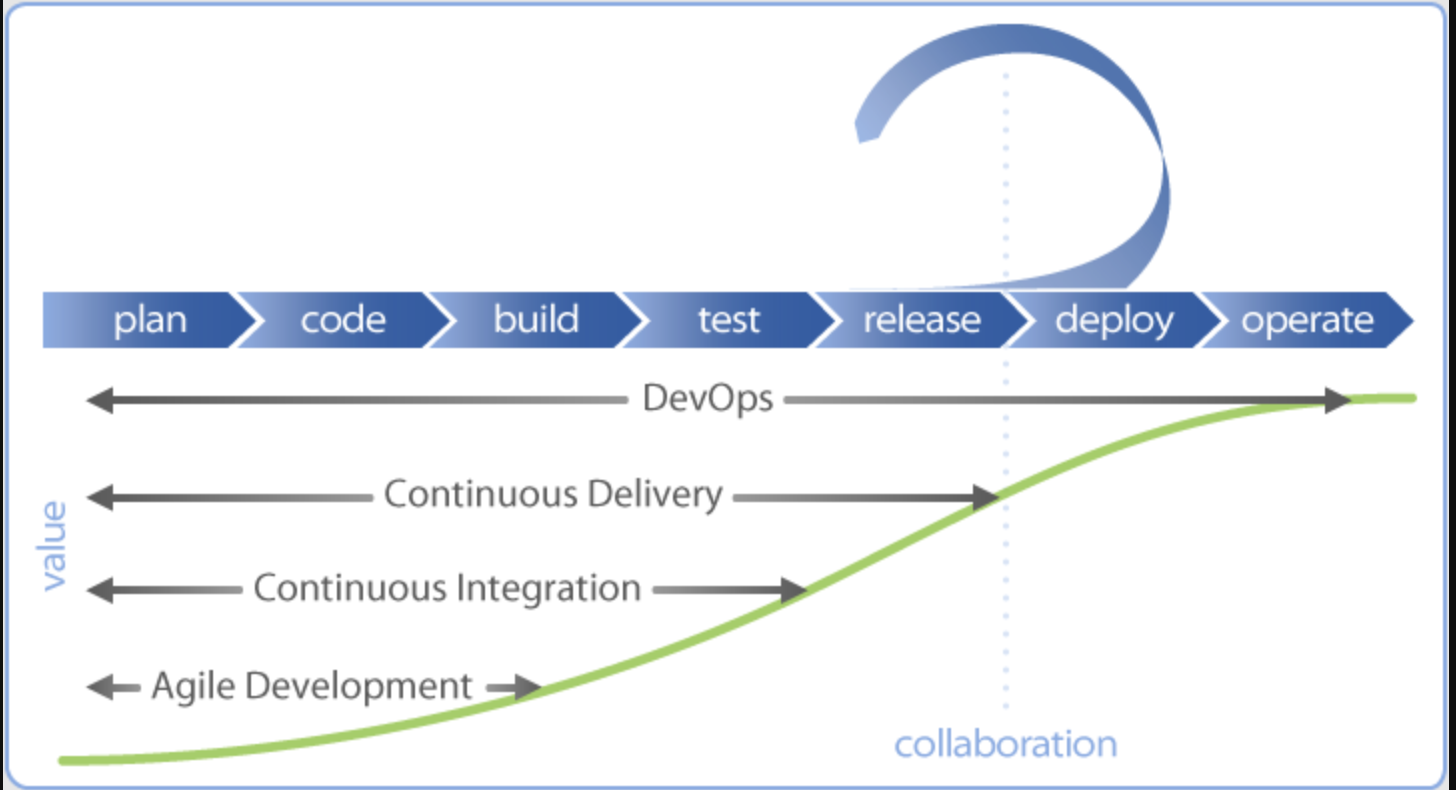 plan code build test release deploy operate
DevOps
Continuous Delivery
value
Continuous Integration
Agile Development
collaboration